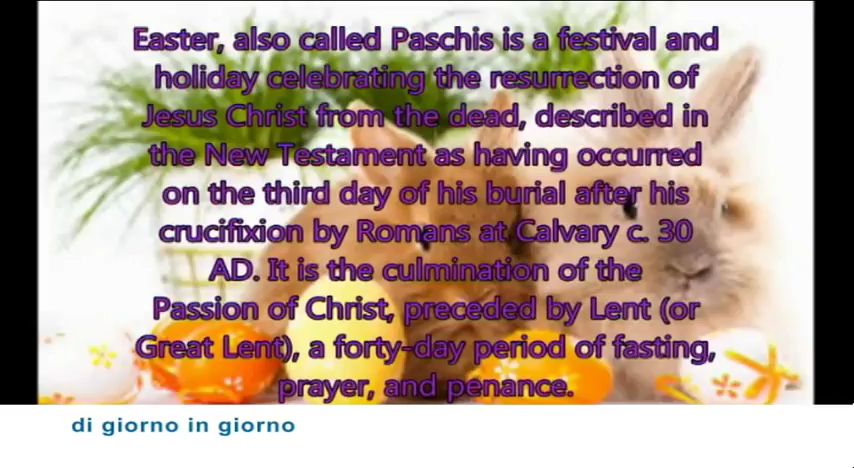 Easter, also called Paschis is a festival and
holiday celebrating the resurrection of
Jesus Christ from the dead, described in
the New Testament as having occurred
on the third day of his burial after his
crucifixion by Romans at Calvary c. 30
AD. It is the culmination of the
Passion of Christ, preceded by Lent (or
Great Lent), a forty-day period of fasting,
prayer, and penance.
di giorno in giorno